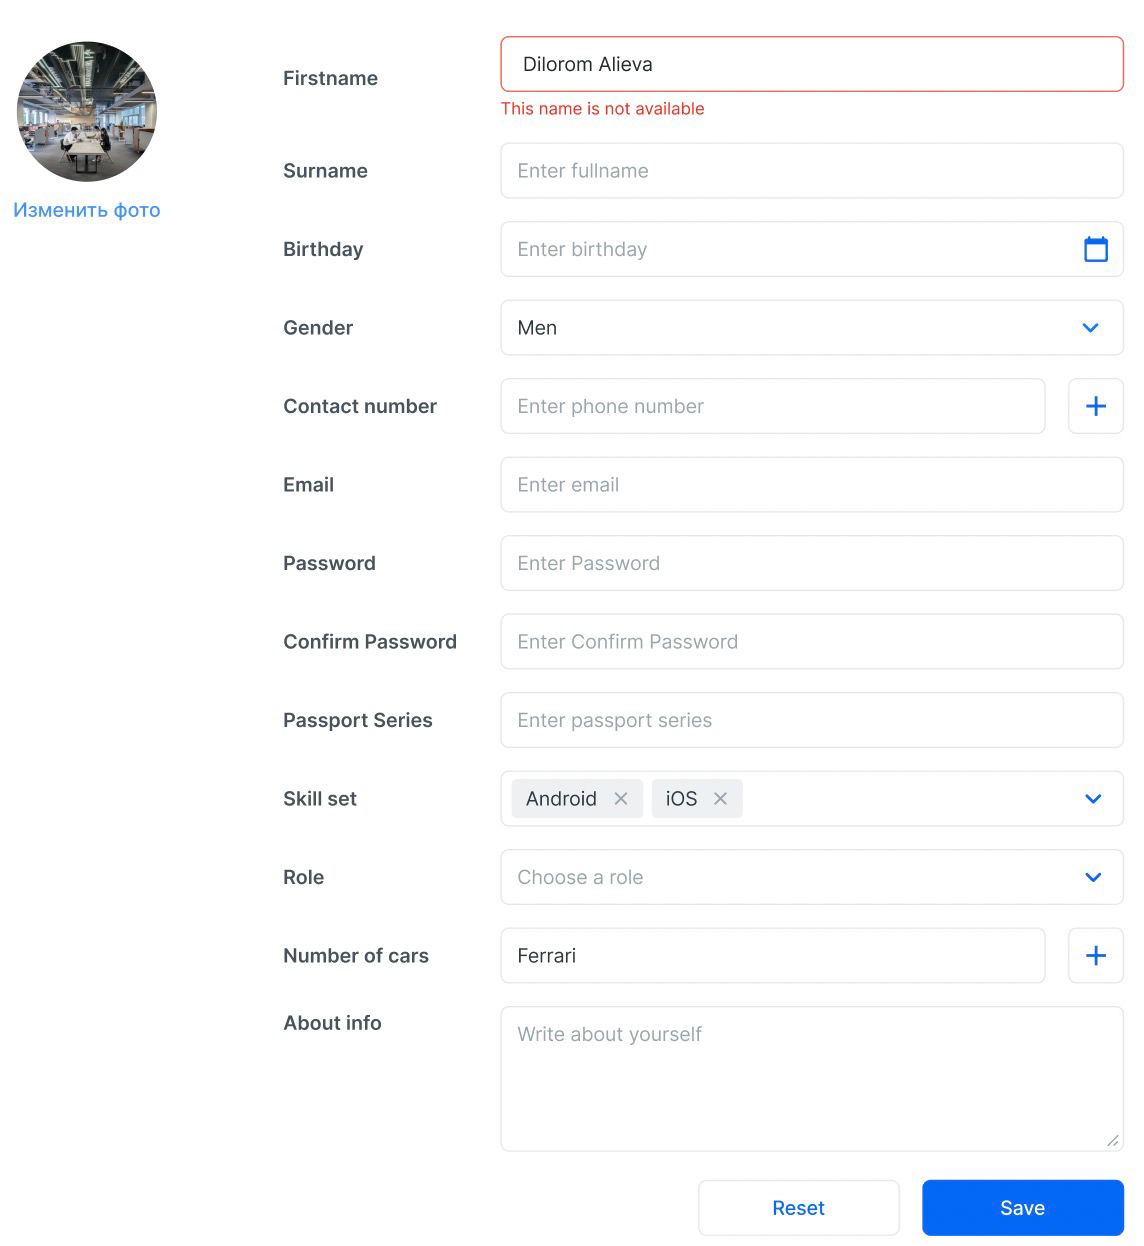 Изменить фото
Firstname
Dilorom Alieva
This name is not available
Surname
Enter fullname
Birthday
Enter birthday
Gender
Men
Contact number
Enter phone number
Email
Enter email
Password
Enter Password
Confirm Password
Enter Confirm Password
Passport Series
Enter passport series
Skill set
Android
iOS
Role
Choose a role
Number of cars
Ferrari
About info
Write about yourself
Reset
Save